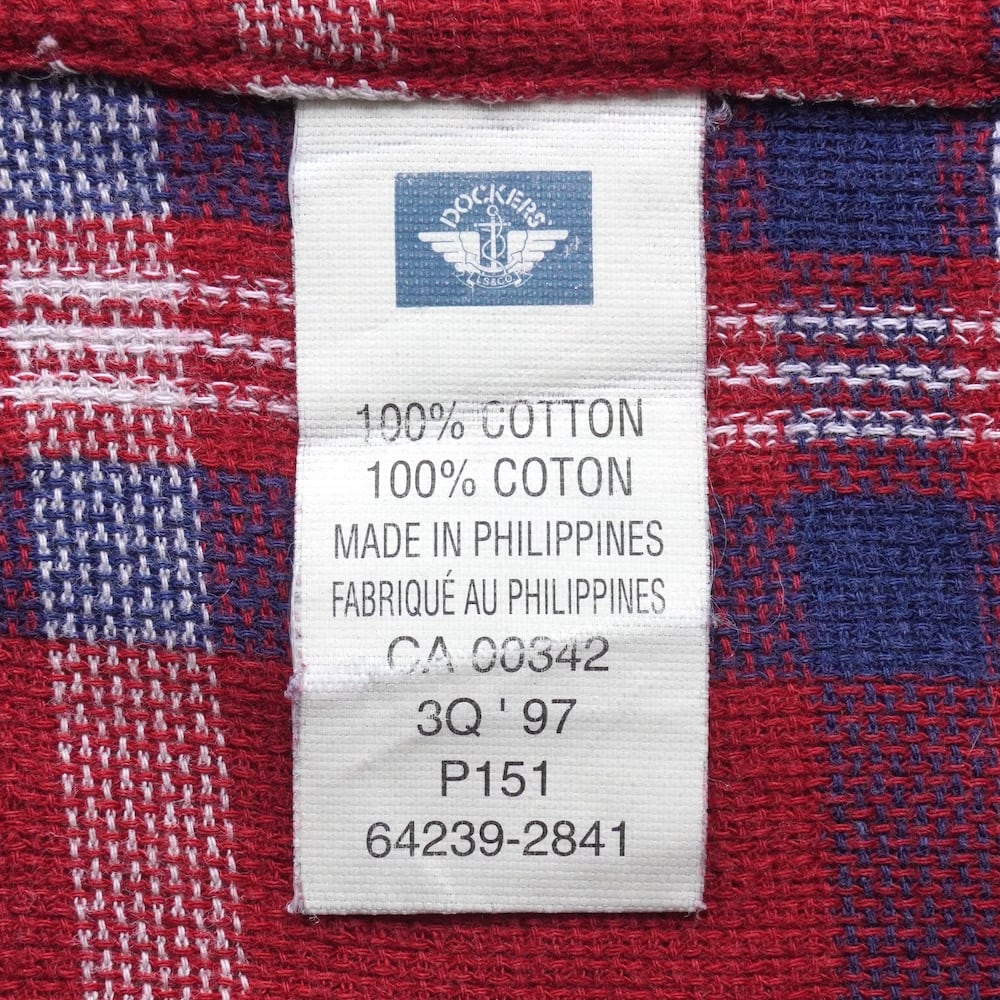 DOCKERS®
LS&CO
100% COTTON
100% COTON
MADE IN PHILIPPINES
FABRIQUÉ AU PHILIPPINES
CA 00342
3Q ' 97
P151
64239-2841